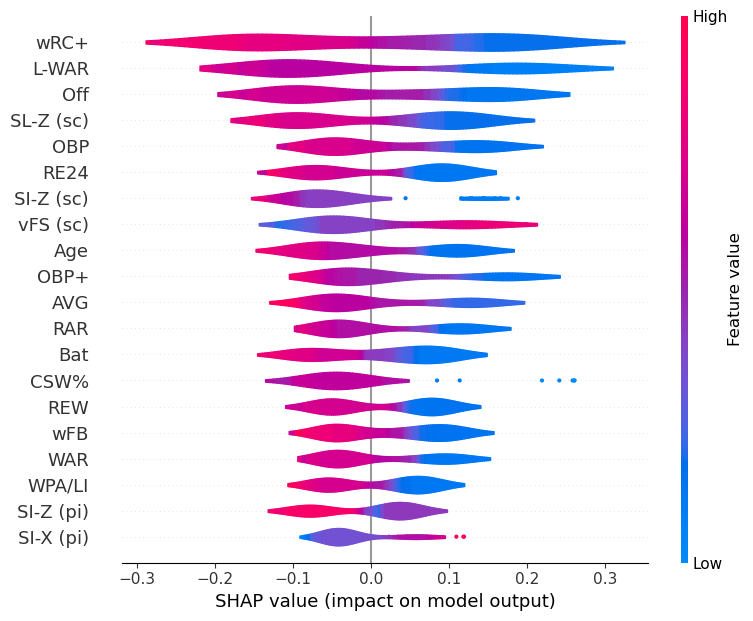 High
wRC+
L-WAR
Off
SL-Z (sc)
OBP
RE24
SI-Z (sc)
vFS (sc)
Age
OBP+
AVG
RAR
Bat
CSW%
REW
wFB
WAR
WPA/LI
SI-Z (pi)
SI-X (pi)
Feature value
Low
−0.3 −0.2 −0.1 0.0 0.1 0.2 0.3
SHAP value (impact on model output)